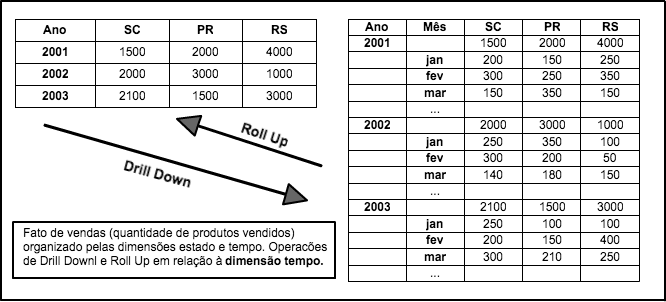 Ano SC PR RS
2001 1500 2000 4000
2002 2000 3000 1000
2003 2100 1500 3000
Roll Up
Drill Down
Fato de vendas (quantidade de produtos vendidos)
organizado pelas dimensões estado e tempo. Operacões
de Drill Downl e Roll Up em relação à dimensão tempo.
Ano Mês SC PR RS
2001 1500 2000 4000
jan 200 150 250
fev 300 250 350
mar 150 350 150
...
2002 2000 3000 1000
jan 250 350 100
fev 300 200 50
mar 140 180 150
...
2003 2100 1500 3000
jan 250 100 100
fev 200 150 400
mar 300 210 250
...